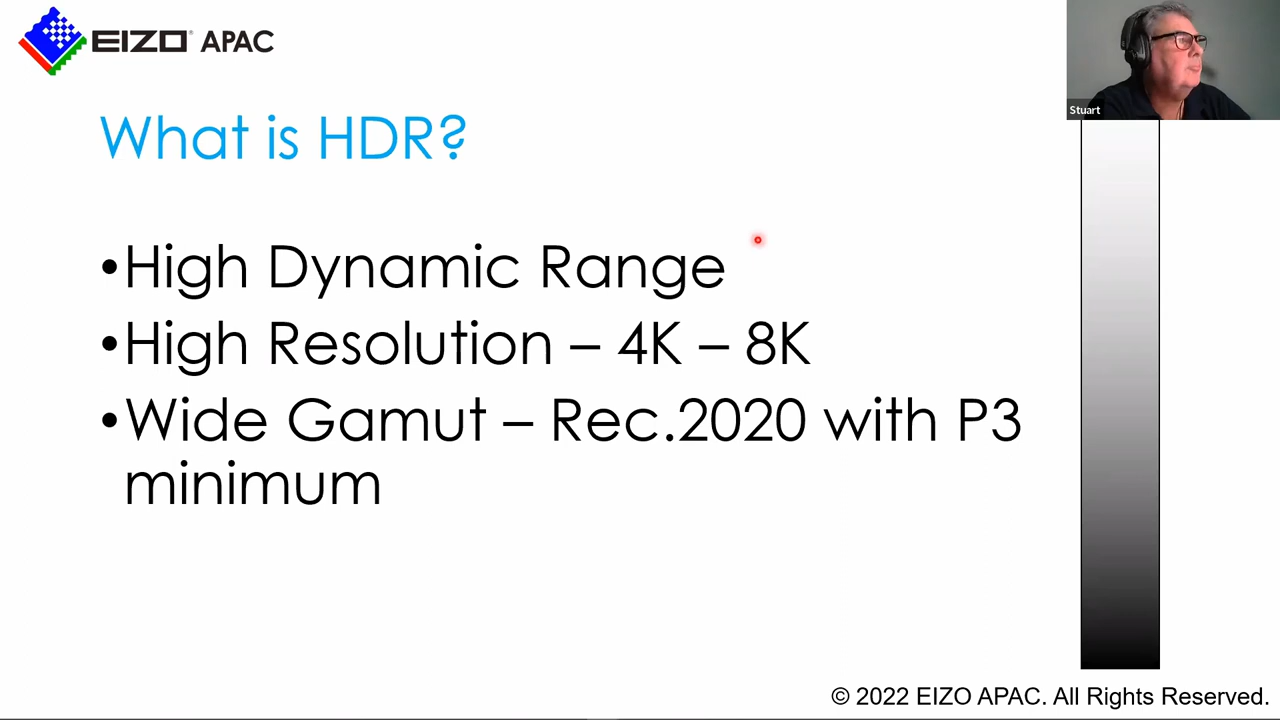 EIZO® APAC
Stuart
What is HDR?
•High Dynamic Range
•High Resolution – 4K – 8K
•Wide Gamut – Rec.2020 with P3
minimum
© 2022 EIZO APAC. All Rights Reserved.